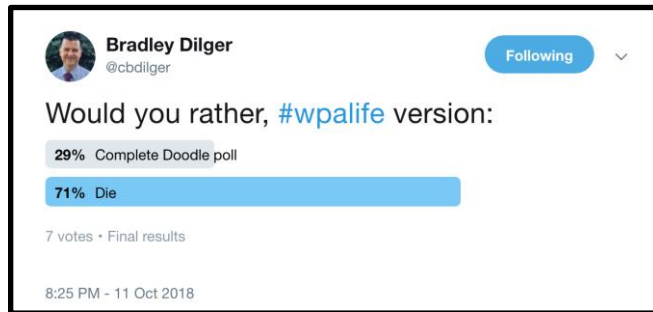 Bradley Dilger
@cbdilger
Following
Would you rather, #wpalife version:
29% Complete Doodle poll
71% Die
7 votes • Final results
8:25 PM - 11 Oct 2018